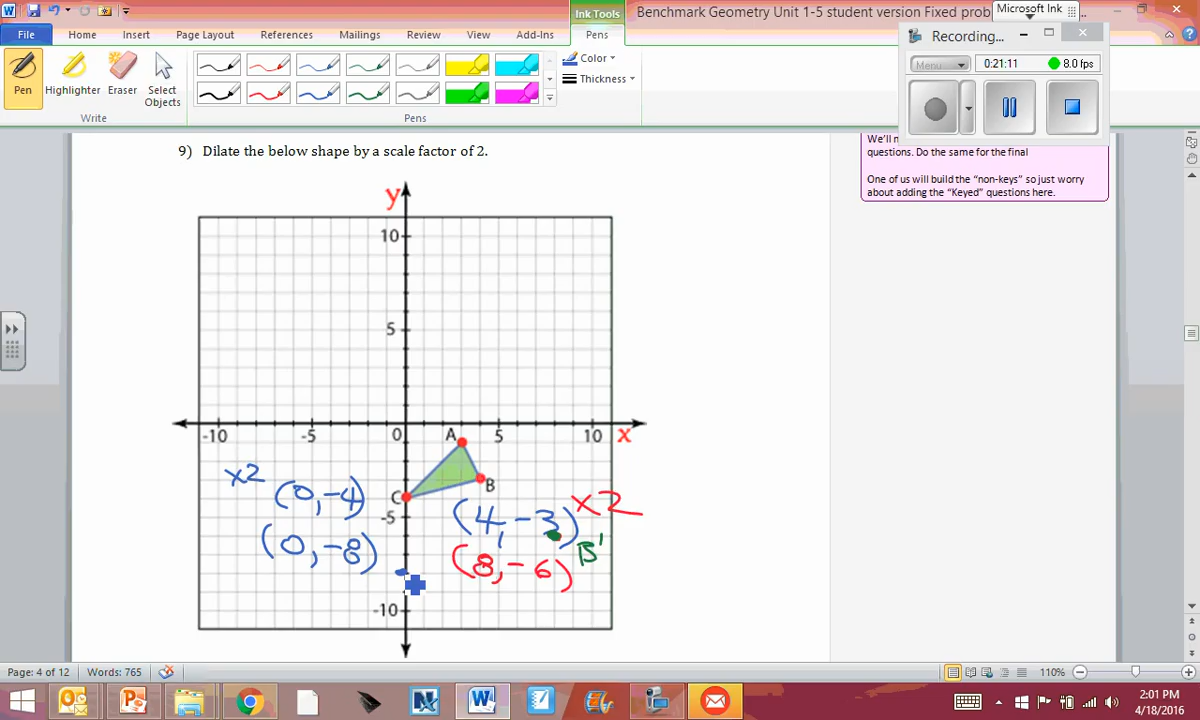 Ink Tools
Benchmark Geometry Unit 1-5 student version Fixed prob
Microsoft Ink
File
Home
Insert
Page Layout
References
Mailings
Review
View
Add-Ins
Pens
Recording...
Menu
0:21:11
8.0 fps
Pen
Highlighter
Eraser
Select
Objects
Color
Thickness
Write
Pens
9) Dilate the below shape by a scale factor of 2.
We'll n
questions. Do the same for the final
One of us will build the "non-keys" so just worry
about adding the "Keyed" questions here.
y
10
5
-10
-5
0
5
10
x
A
B
C
-5
-10
x2
(0, -4)
(0, -8)
(4, -3)
x2
(8, -6)
B'
Page: 4 of 12
Words: 765
110%
2:01 PM
4/18/2016